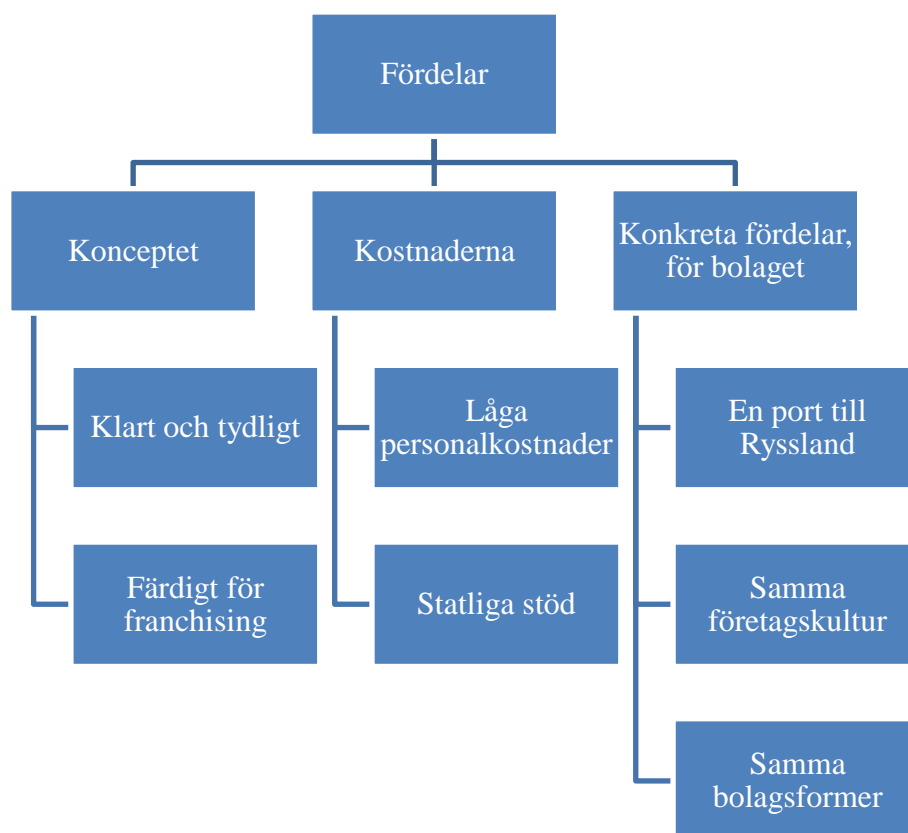 Fördelar
Konceptet
Kostnaderna
Konkreta fördelar,
för bolaget
Klart och tydligt
Låga
personalkostnader
En port till
Ryssland
Färdigt för
franchising
Statliga stöd
Samma
företagskultur
Samma
bolagsformer